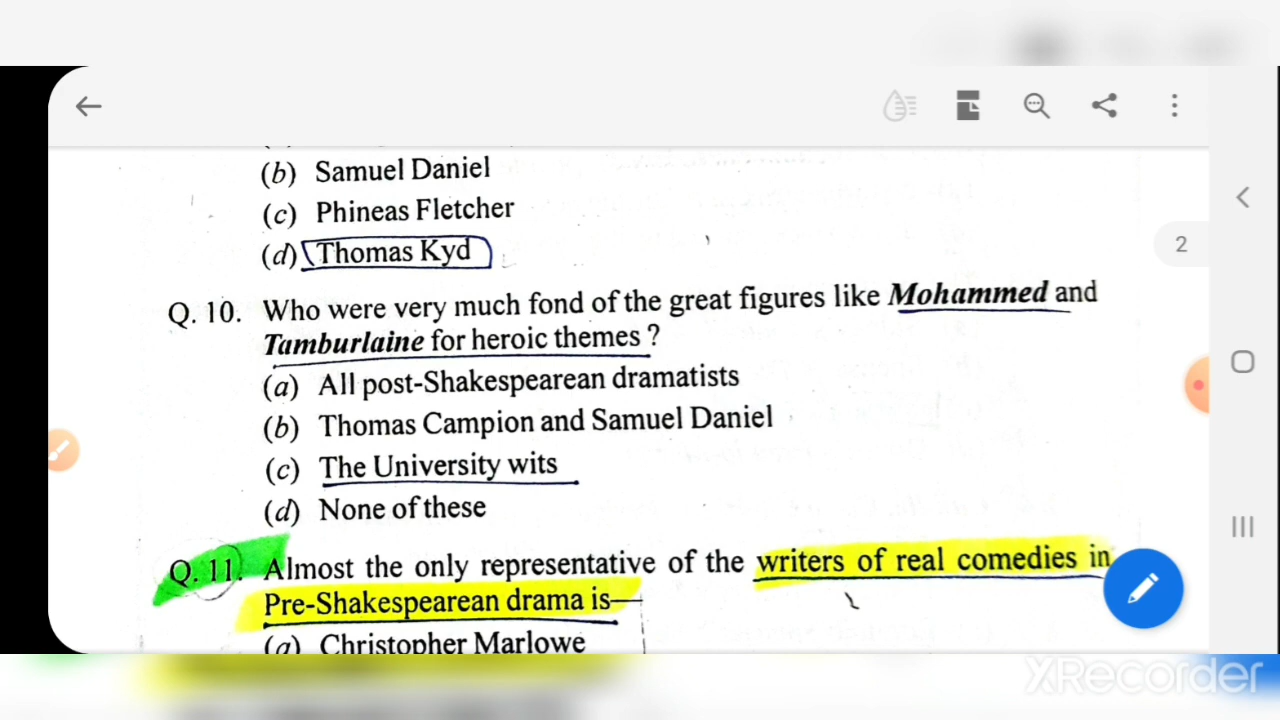 (b) Samuel Daniel
(c) Phineas Fletcher
(d) Thomas Kyd
2
Q. 10. Who were very much fond of the great figures like Mohammed and
Tamburlaine for heroic themes ?
(a) All post-Shakespearean dramatists
(b) Thomas Campion and Samuel Daniel
(c) The University wits
(d) None of these
Q. 11. Almost the only representative of the writers of real comedies in
Pre-Shakespearean drama is—
(a) Christopher Marlowe
XRecorder